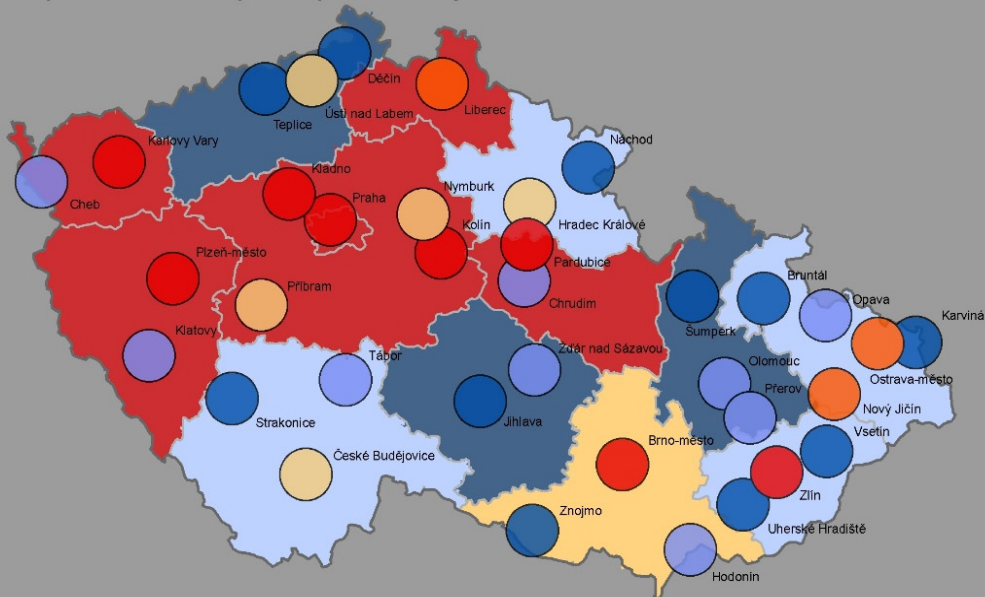 Děčín
Ústí nad Labem
Teplice
Liberec
Karlovy Vary
Náchod
Cheb
Kladno
Praha
Nymburk
Kolín
Hradec Králové
Plzeň-město
Pardubice
Příbram
Chrudim
Klatovy
Bruntál
Opava
Karviná
Šumperk
Ostrava-město
Tábor
Žďár nad Sázavou
Olomouc
Přerov
Nový Jičín
Strakonice
Jihlava
Vsetín
Brno-město
České Budějovice
Zlín
Znojmo
Uherské Hradiště
Hodonín